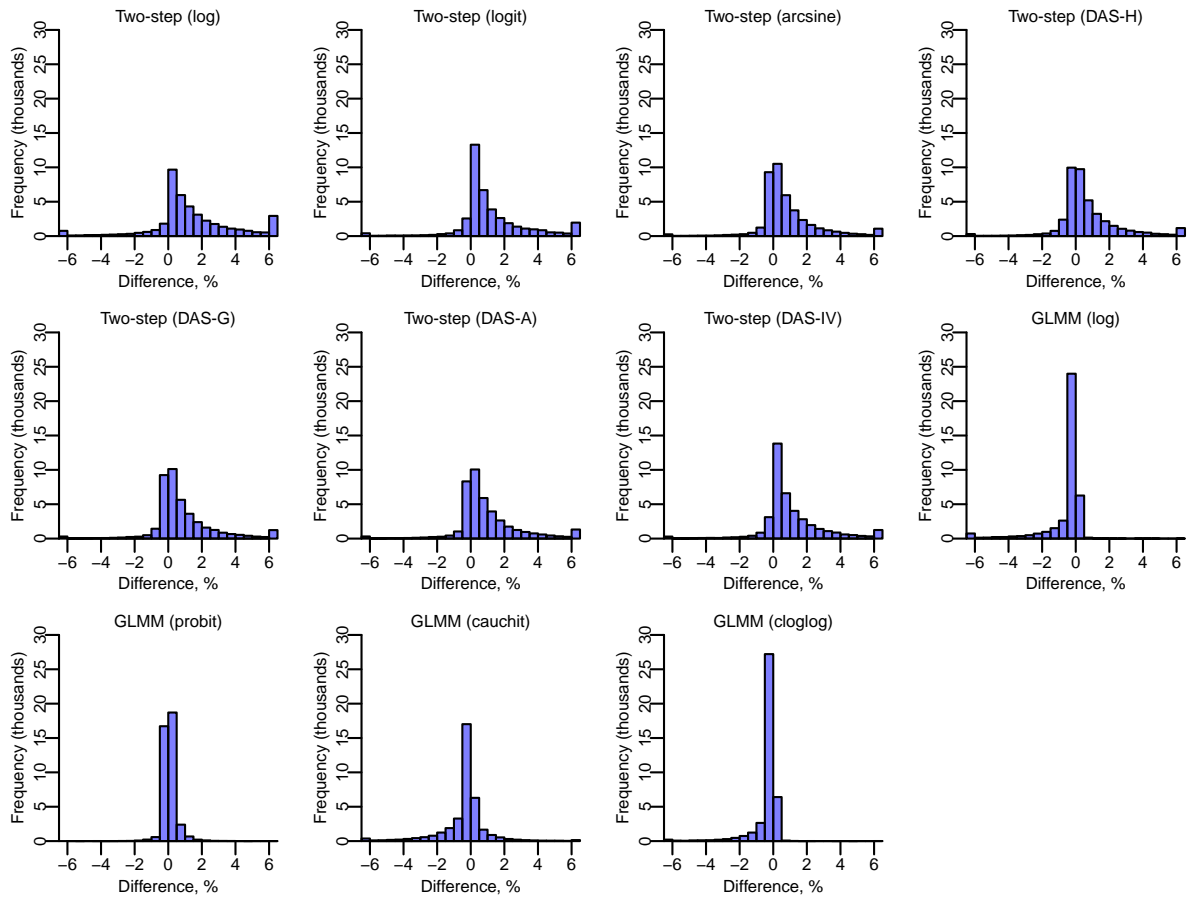 Two-step (log)
Frequency (thousands)
0 5 10 15 20 25 30
−6 −4 −2 0 2 4 6
Difference, %
Two-step (logit)
Frequency (thousands)
0 5 10 15 20 25 30
−6 −4 −2 0 2 4 6
Difference, %
Two-step (arcsine)
Frequency (thousands)
0 5 10 15 20 25 30
−6 −4 −2 0 2 4 6
Difference, %
Two-step (DAS-H)
Frequency (thousands)
0 5 10 15 20 25 30
−6 −4 −2 0 2 4 6
Difference, %
Two-step (DAS-G)
Frequency (thousands)
0 5 10 15 20 25 30
−6 −4 −2 0 2 4 6
Difference, %
Two-step (DAS-A)
Frequency (thousands)
0 5 10 15 20 25 30
−6 −4 −2 0 2 4 6
Difference, %
Two-step (DAS-IV)
Frequency (thousands)
0 5 10 15 20 25 30
−6 −4 −2 0 2 4 6
Difference, %
GLMM (log)
Frequency (thousands)
0 5 10 15 20 25 30
−6 −4 −2 0 2 4 6
Difference, %
GLMM (probit)
Frequency (thousands)
0 5 10 15 20 25 30
−6 −4 −2 0 2 4 6
Difference, %
GLMM (cauchit)
Frequency (thousands)
0 5 10 15 20 25 30
−6 −4 −2 0 2 4 6
Difference, %
GLMM (cloglog)
Frequency (thousands)
0 5 10 15 20 25 30
−6 −4 −2 0 2 4 6
Difference, %